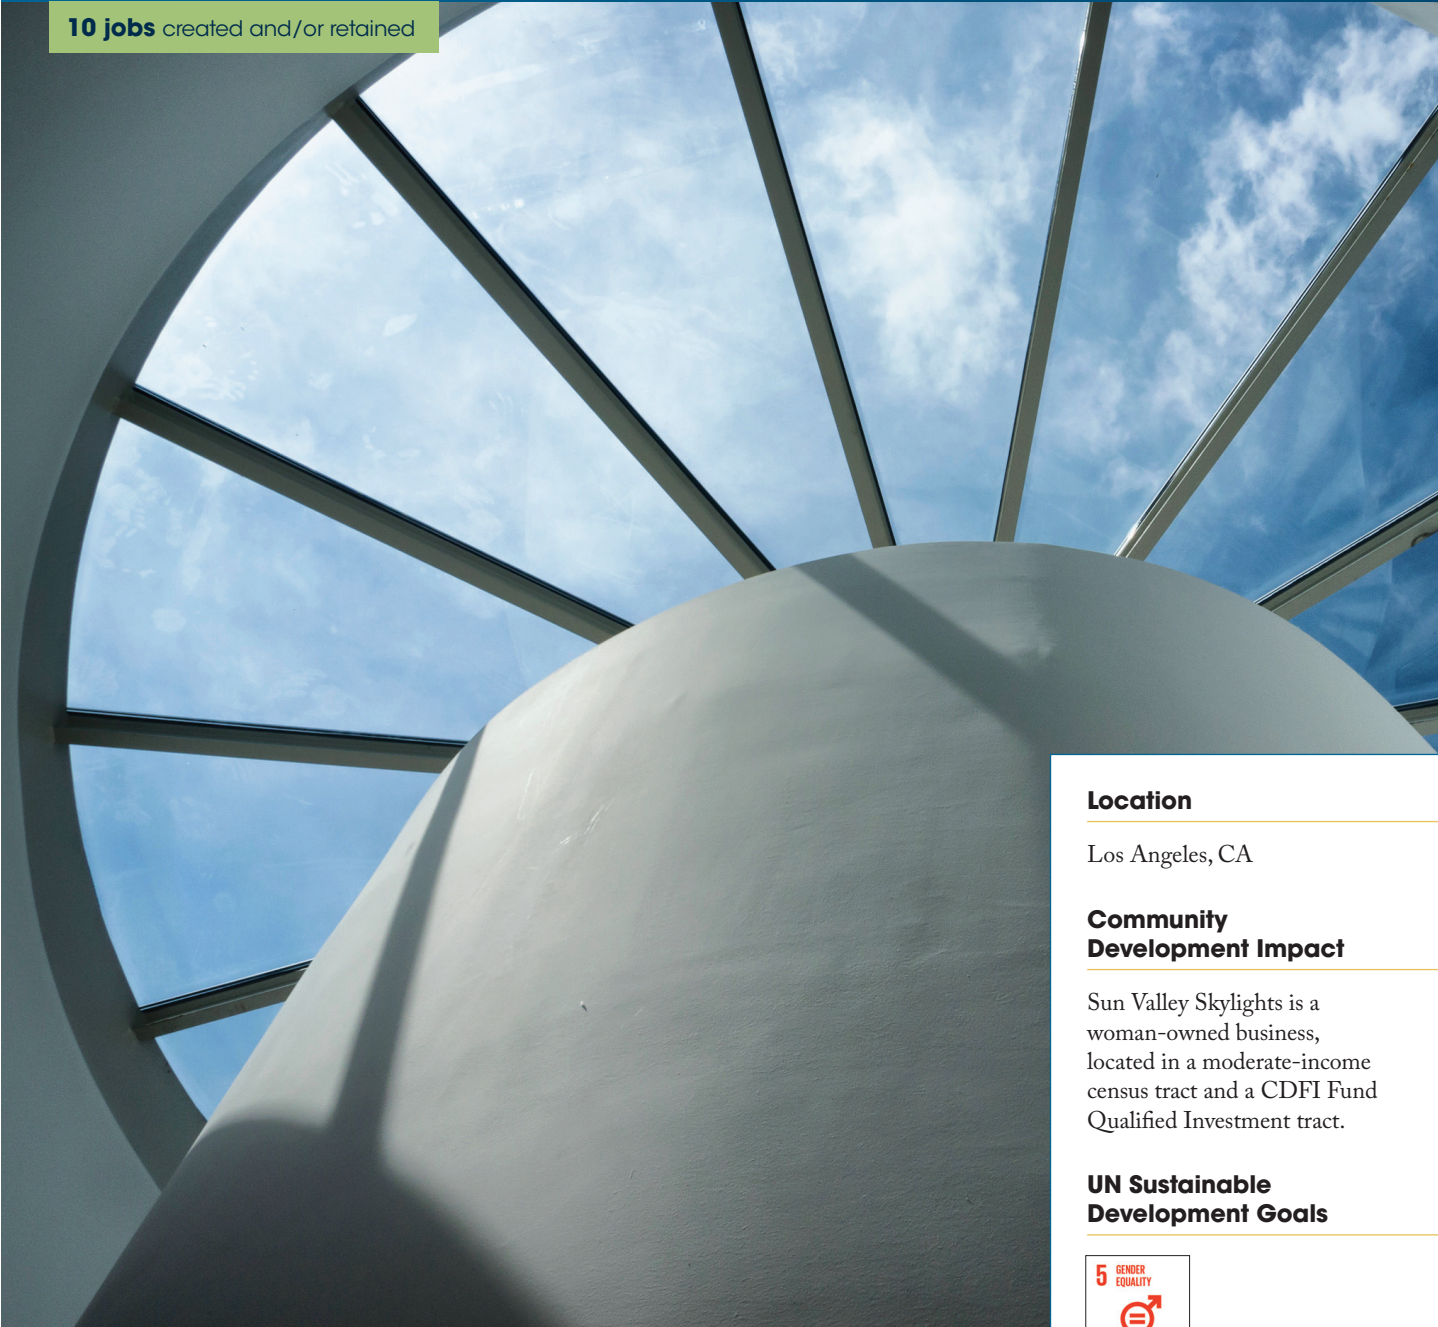 10 jobs created and/or retained
Location
Los Angeles, CA
Community
Development Impact
Sun Valley Skylights is a
woman-owned business,
located in a moderate-income
census tract and a CDFI Fund
Qualified Investment tract.
UN Sustainable
Development Goals
5 GENDER
EQUALITY